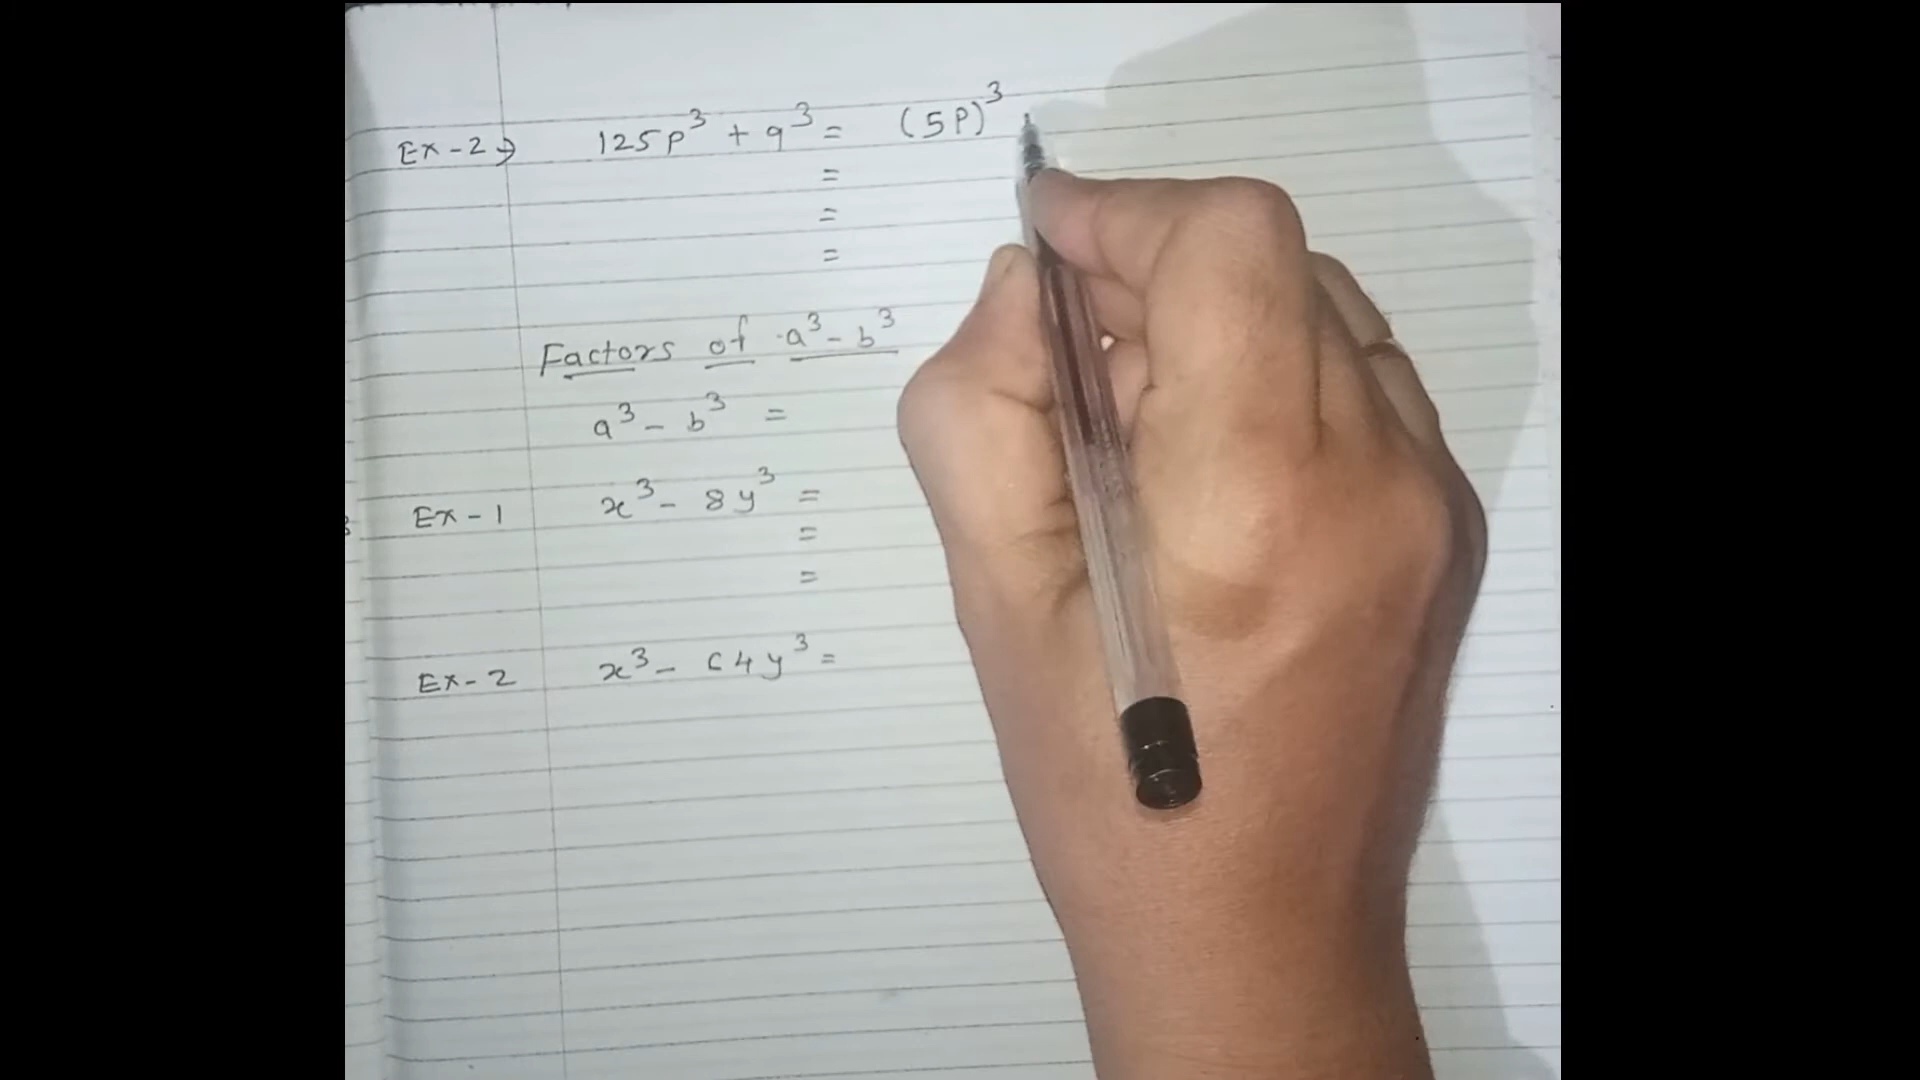 Ex-2→ 125p³ + q³ = (5p)³
=
=
=
Factors of a³ - b³
a³ - b³ =
Ex-1 x³ - 8y³ =
=
=
Ex-2 x³ - 64y³ =